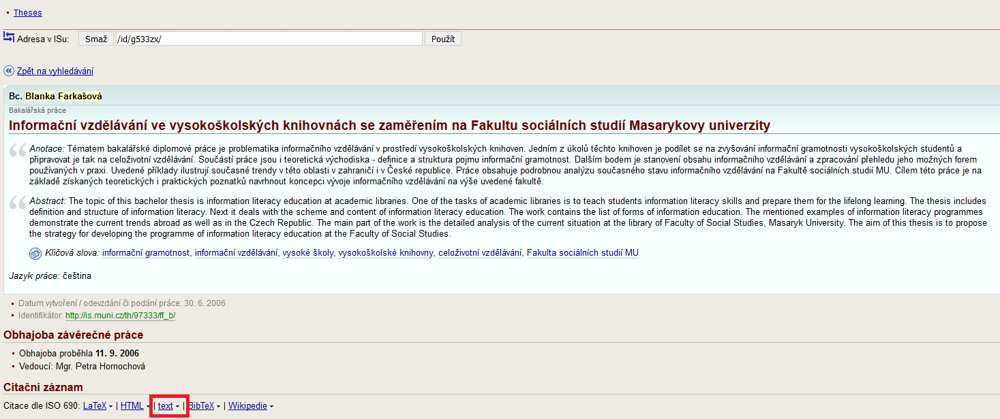 Theses
Adresa v ISu: Smaž /id/g533zx/ Použít
Zpět na vyhledávání
Bc. Blanka Farkašová
Bakalářská práce
Informační vzdělávání ve vysokoškolských knihovnách se zaměřením na Fakultu sociálních studií Masarykovy univerzity
Anotace: Tématem bakalářské diplomové práce je problematika informačního vzdělávání v prostředí vysokoškolských knihoven. Jedním z úkolů těchto knihoven je podílet se na zvyšování informační gramotnosti vysokoškolských studentů a
připravovat je tak na celoživotní vzdělávání. Součástí práce jsou i teoretická východiska - definice a struktura pojmu informační gramotnost. Dalším bodem je stanovení obsahu informačního vzdělávání a zpracování přehledu jeho možných forem
používaných v praxi. Uvedené příklady ilustrují současné trendy v této oblasti v zahraničí i v České republice. Práce obsahuje podrobnou analýzu současného stavu informačního vzdělávání na Fakultě sociálních studií MU. Cílem této práce je na
základě získaných teoretických i praktických poznatků navrhnout koncepci vývoje informačního vzdělávání na výše uvedené fakultě.
Abstract: The topic of this bachelor thesis is information literacy education at academic libraries. One of the tasks of academic libraries is to teach students information literacy skills and prepare them for the lifelong learning. The thesis includes
definition and structure of information literacy. Next it deals with the scheme and content of information literacy education. The work contains the list of forms of information education. The mentioned examples of information literacy programmes
demonstrate the current trends abroad as well as in the Czech Republic. The main part of the work is the detailed analysis of the current situation at the library of Faculty of Social Studies, Masaryk University. The aim of this thesis is to propose
the strategy for developing the programme of information literacy education at the Faculty of Social Studies.
Klíčová slova: informační gramotnost, informační vzdělávání, vysoké školy, vysokoškolské knihovny, celoživotní vzdělávání, Fakulta sociálních studií MU
Jazyk práce: čeština
Datum vytvoření / odevzdání či podání práce: 30. 6. 2006
Identifikátor: http://is.muni.cz/th/97333/ff_b/
Obhajoba závěrečné práce
Obhajoba proběhla 11. 9. 2006
Vedoucí: Mgr. Petra Hornochová
Citační záznam
Citace dle ISO 690: LaTeX | HTML | text | BibTeX | Wikipedie